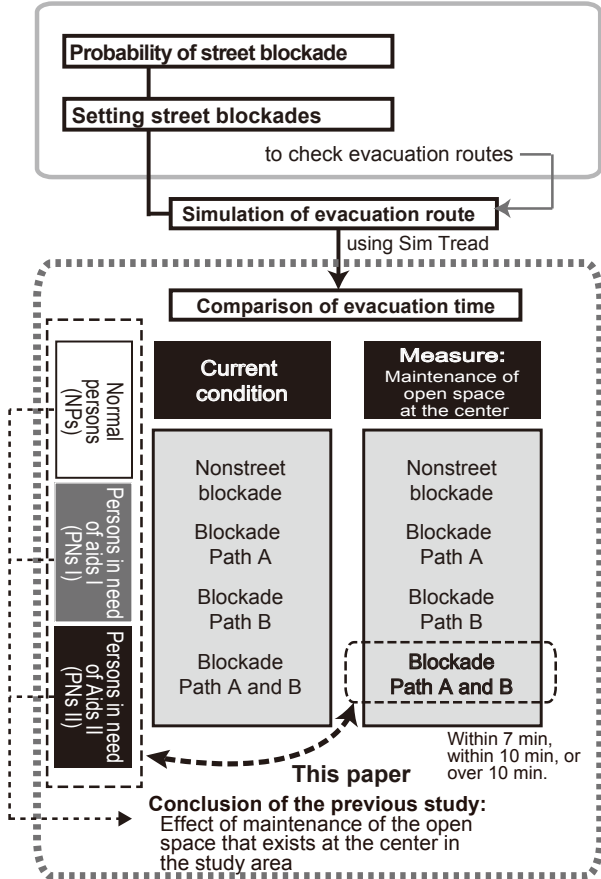 Probability of street blockade
Setting street blockades
to check evacuation routes
Simulation of evacuation route
using Sim Tread
Comparison of evacuation time
Normal
persons
(NPs)
Persons in need
of aids I
(PNs I)
Persons in need
of Aids II
(PNs II)
Current
condition
Nonstreet
blockade
Blockade
Path A
Blockade
Path B
Blockade
Path A and B
Measure:
Maintenance of
open space
at the center
Nonstreet
blockade
Blockade
Path A
Blockade
Path B
Blockade
Path A and B
Within 7 min,
within 10 min, or
over 10 min.
This paper
Conclusion of the previous study:
Effect of maintenance of the open
space that exists at the center in
the study area